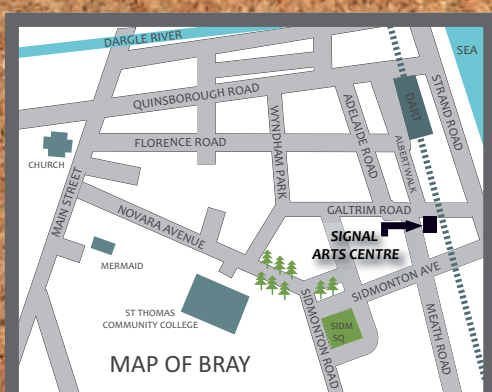 DARGLE RIVER
SEA
QUINSBOROUGH ROAD
DART
STRAND ROAD
WYNDHAM PARK
ADELAIDE ROAD
ALBERT WALK
FLORENCE ROAD
CHURCH
MAIN STREET
NOVARA AVENUE
GALTRIM ROAD
SIGNAL
ARTS CENTRE
MERMAID
SIDMONTON AVE
ST THOMAS
COMMUNITY COLLEGE
SIDMONTON ROAD
SIDM
SQ
MEATH ROAD
MAP OF BRAY